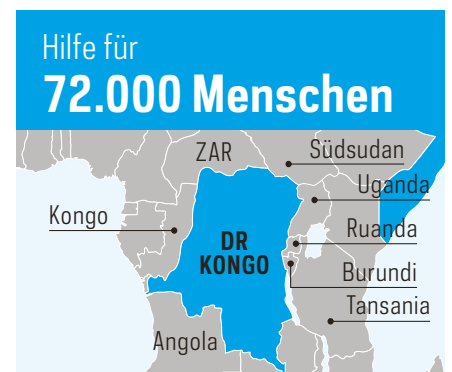 Hilfe für
72.000 Menschen
ZAR
Südsudan
Uganda
Kongo
Ruanda
DR
KONGO
Burundi
Tansania
Angola